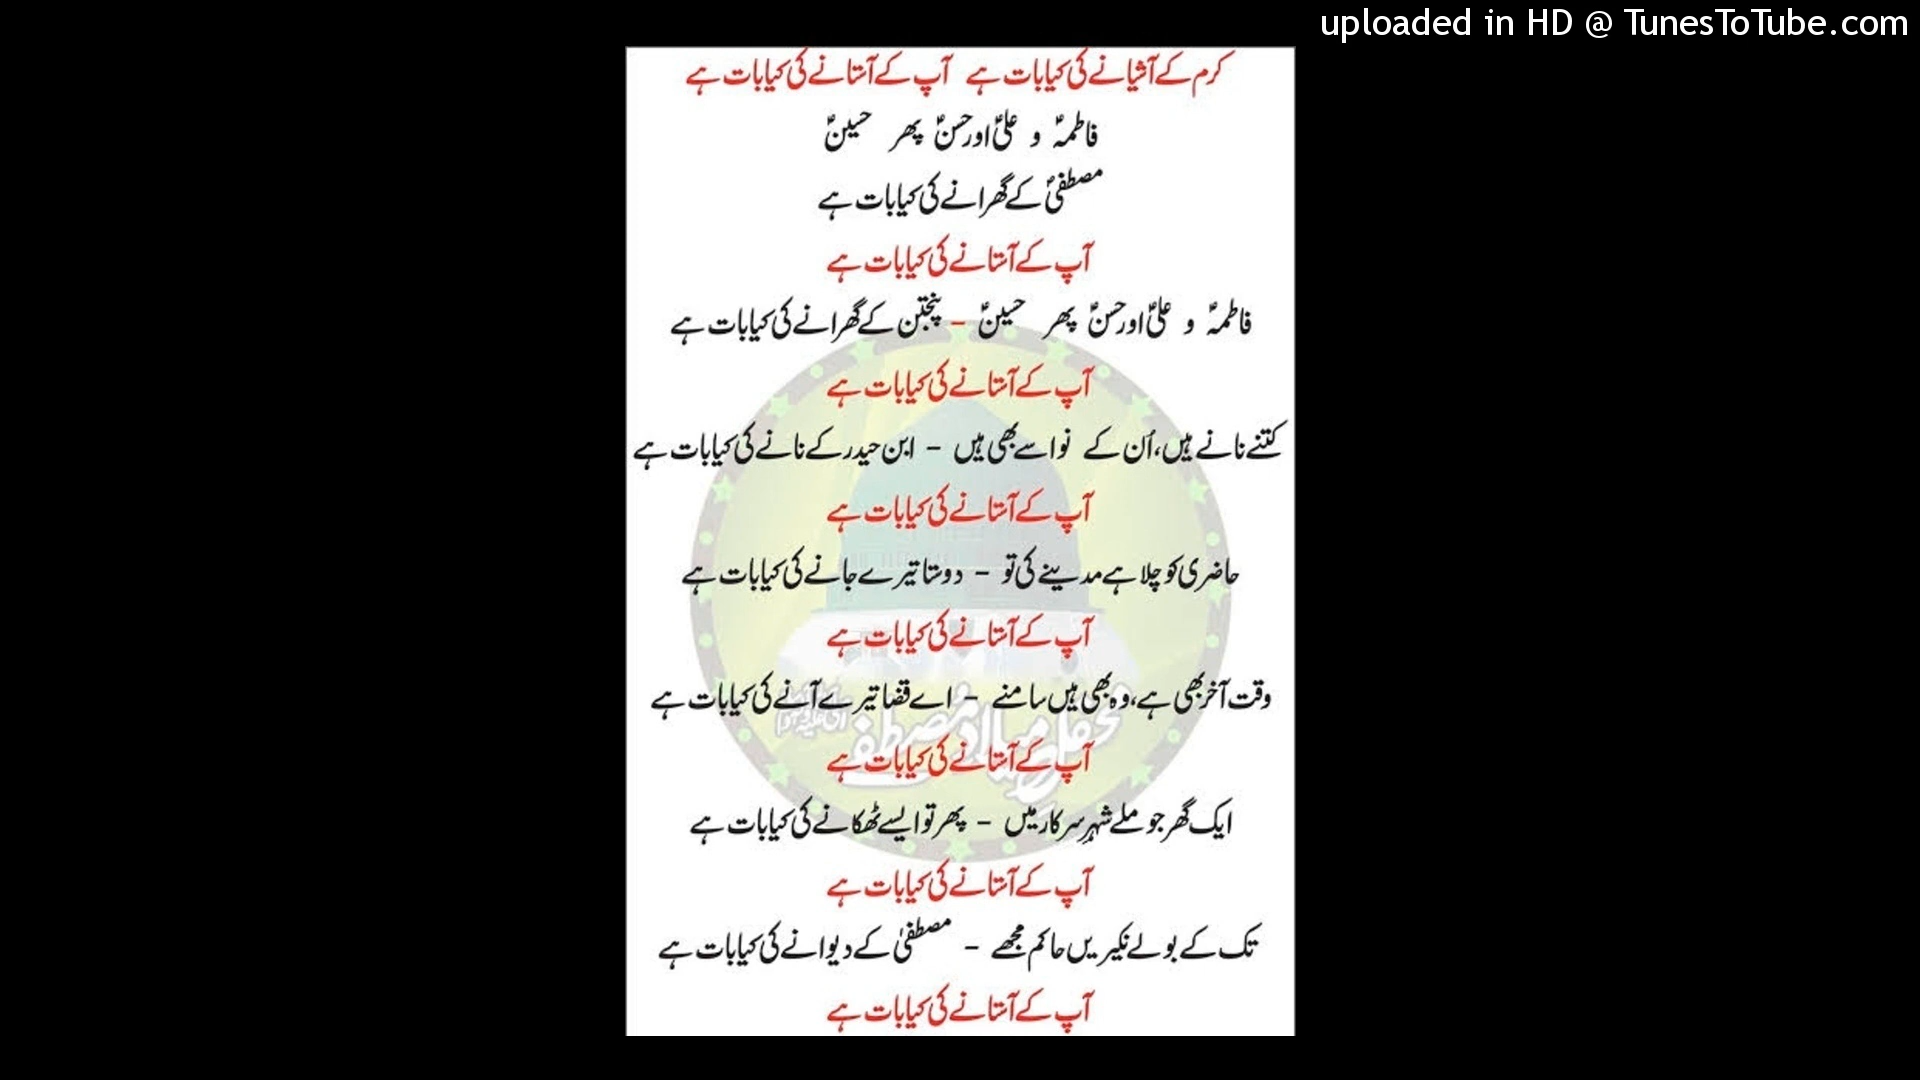 uploaded in HD @ TunesToTube.com
کرم کے آشیانے کی کیا بات ہے آپ کے آستانے کی کیا بات ہے
فاطمہؑ و علیؑ اور حسنؑ پھر حسینؑ
مصطفیؐ کے گھرانے کی کیا بات ہے
آپ کے آستانے کی کیا بات ہے
فاطمہؑ و علیؑ اور حسنؑ پھر حسینؑ – پنجتن کے گھرانے کی کیا بات ہے
آپ کے آستانے کی کیا بات ہے
کتنے نانے ہیں، اُن کے نواسے بھی ہیں – ابن حیدر کے نانے کی کیا بات ہے
آپ کے آستانے کی کیا بات ہے
حاضری کو چلا ہے مدینے کی تو – دوستا تیرے جانے کی کیا بات ہے
آپ کے آستانے کی کیا بات ہے
وقت آخر بھی ہے، وہ بھی ہیں سامنے – اے قضا تیرے آنے کی کیا بات ہے
محفلِ میلادِ مصطفی
آپ کے آستانے کی کیا بات ہے
ایک گھر جو ملے شہرِ سرکار میں – پھر تو ایسے ٹھکانے کی کیا بات ہے
آپ کے آستانے کی کیا بات ہے
تک کے بولے نکیریں حاکم مجھے – مصطفیٰ کے دیوانے کی کیا بات ہے
آپ کے آستانے کی کیا بات ہے